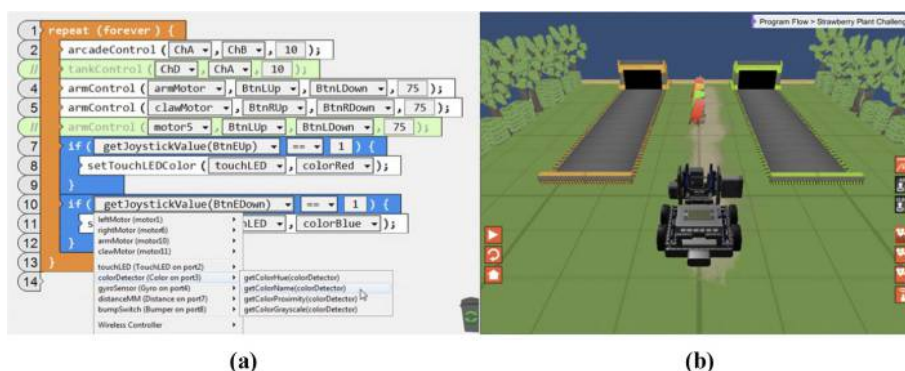 1 repeat (forever) {
2 arcadeControl ( ChA , ChB , 10 );
// tankControl ( ChD , ChA , 10 );
4 armControl ( armMotor , BtnLUp , BtnLDown , 75 );
5 armControl ( clawMotor , BtnRUp , BtnRDown , 75 );
// armControl ( motor5 , BtnLUp , BtnLDown , 75 );
7 if ( getJoystickValue(BtnEUp) == 1 ) {
8 setTouchLEDColor ( touchLED , colorRed );
9 }
10 if ( getJoystickValue(BtnEDown) == 1 ) {
11 s LED , colorBlue );
12 }
13 }
14
leftMotor (motor1)
rightMotor (motor6)
armMotor (motor10)
clawMotor (motor11)
touchLED (TouchLED on port2)
colorDetector (Color on port3)
gyroSensor (Gyro on port4)
distanceMM (Distance on port7)
bumpSwitch (Bumper on port8)
Wireless Controller
getColorHue(colorDetector)
getColorName(colorDetector)
getColorProximity(colorDetector)
getColorGrayscale(colorDetector)
Program Flow > Strawberry Plant Challeng
(a)
(b)